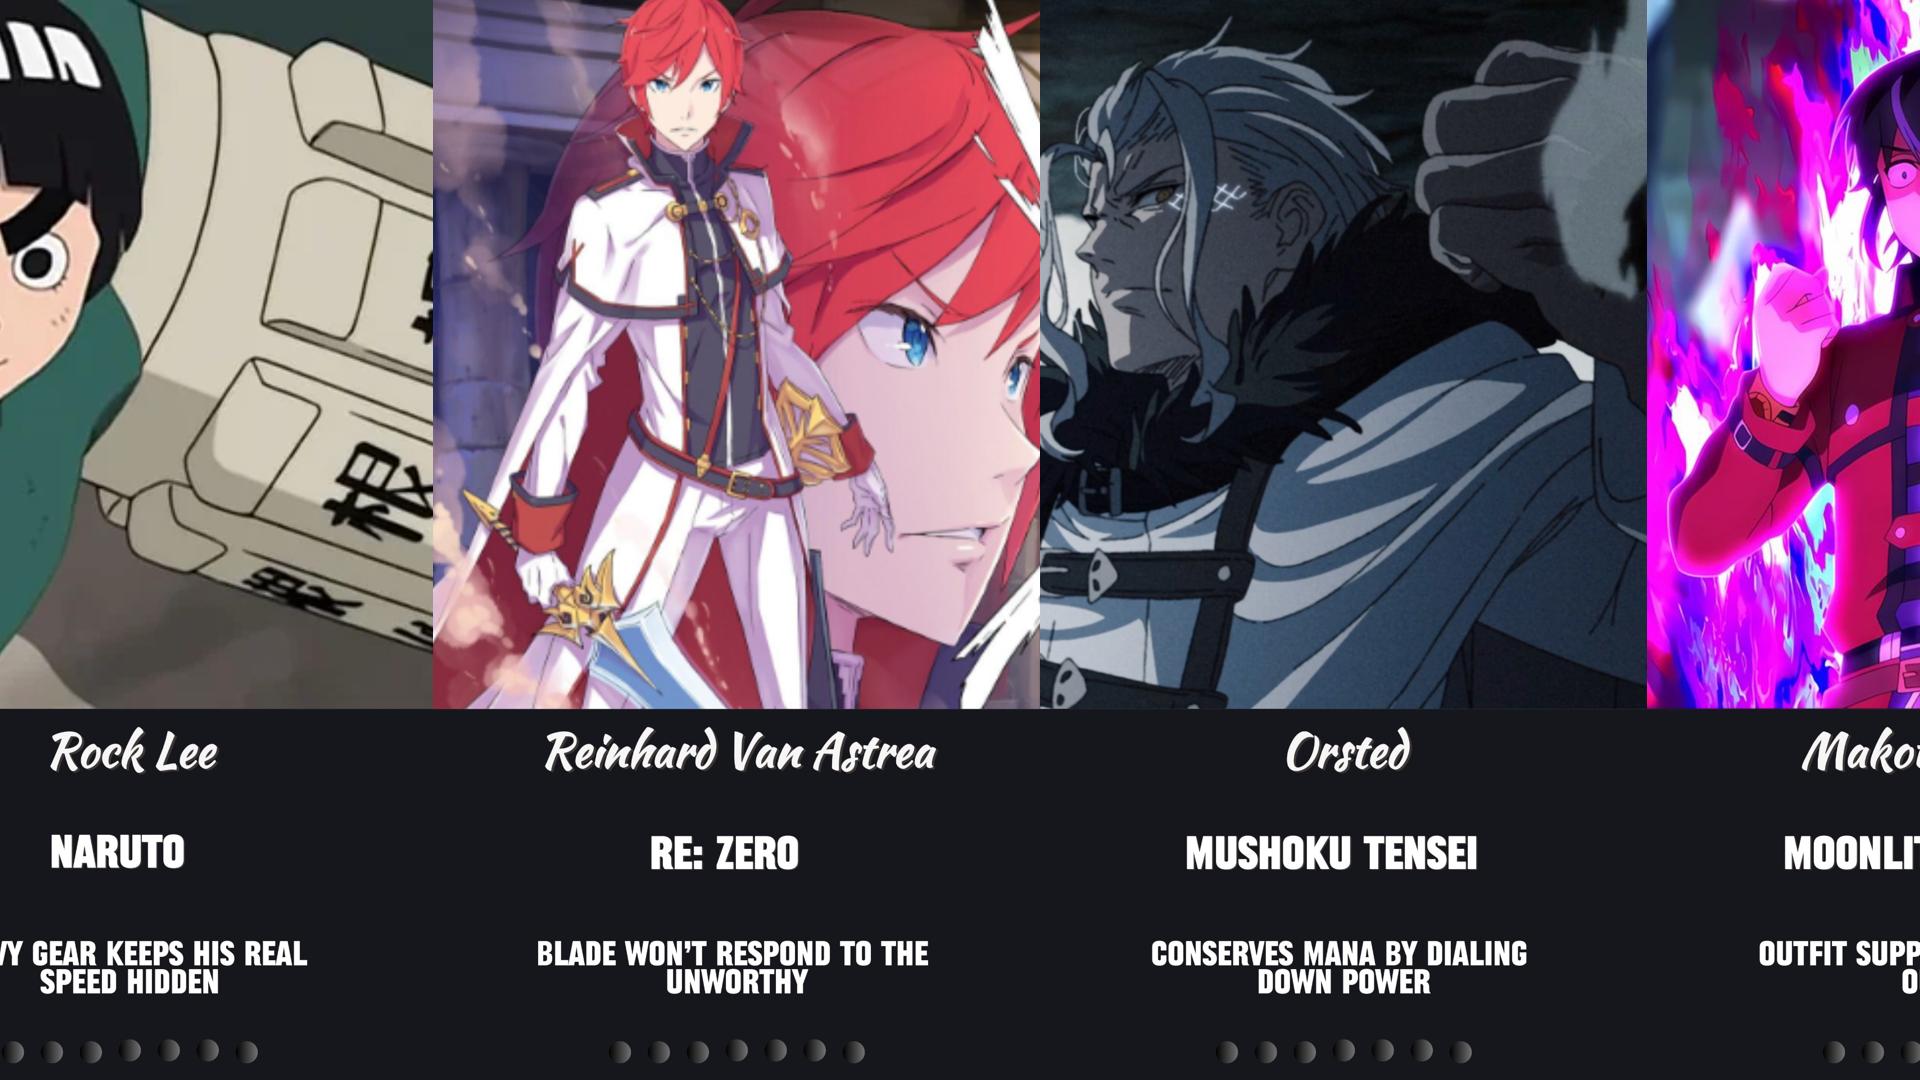 Rock Lee
NARUTO
GEAR KEEPS HIS REAL
SPEED HIDDEN
Reinhard Van Astrea
RE: ZERO
BLADE WON'T RESPOND TO THE
UNWORTHY
Orsted
MUSHOKU TENSEI
CONSERVES MANA BY DIALING
DOWN POWER
OUTFIT